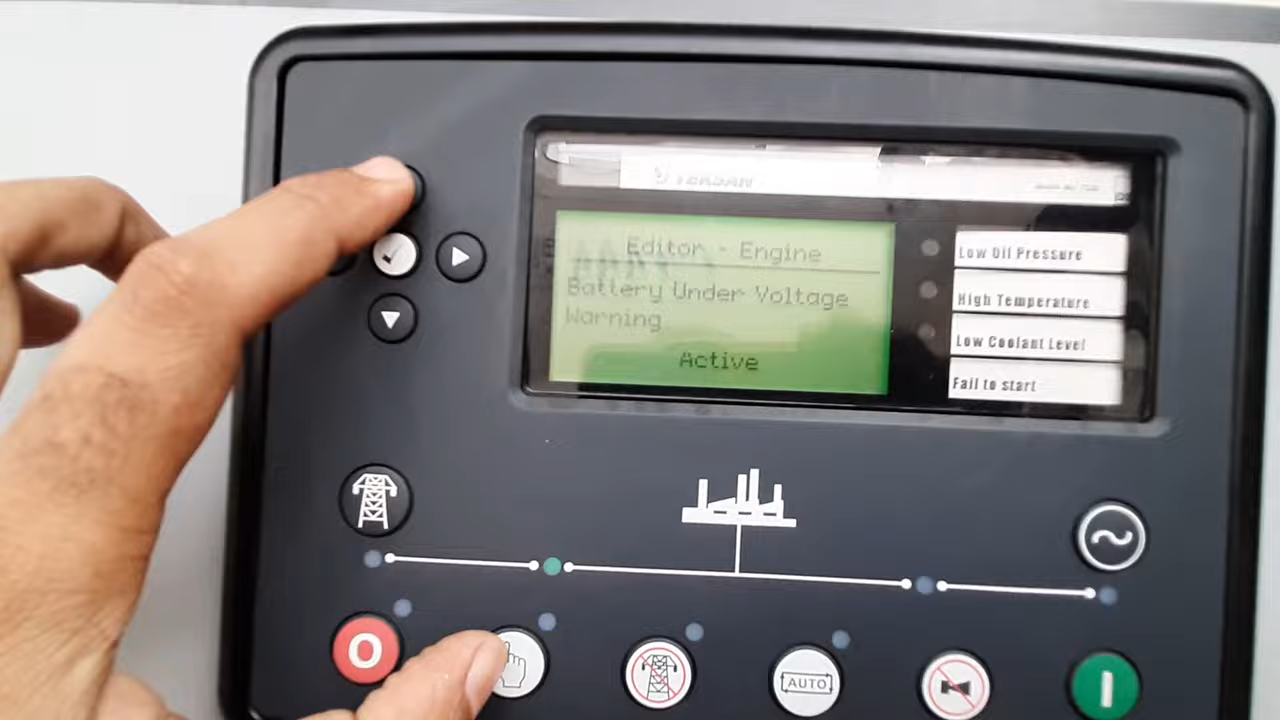 TEKSAN
Editor - Engine
Battery Under Voltage
Warning
Active
Low Oil Pressure
High Temperature
Low Coolant Level
Fail to start
O
AUTO
I